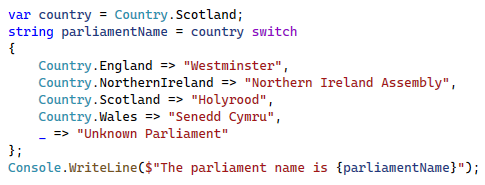 var country = Country.Scotland;
string parliamentName = country switch
{
    Country.England => "Westminster",
    Country.NorthernIreland => "Northern Ireland Assembly",
    Country.Scotland => "Holyrood",
    Country.Wales => "Senedd Cymru",
    _ => "Unknown Parliament"
};
Console.WriteLine($"The parliament name is {parliamentName}");